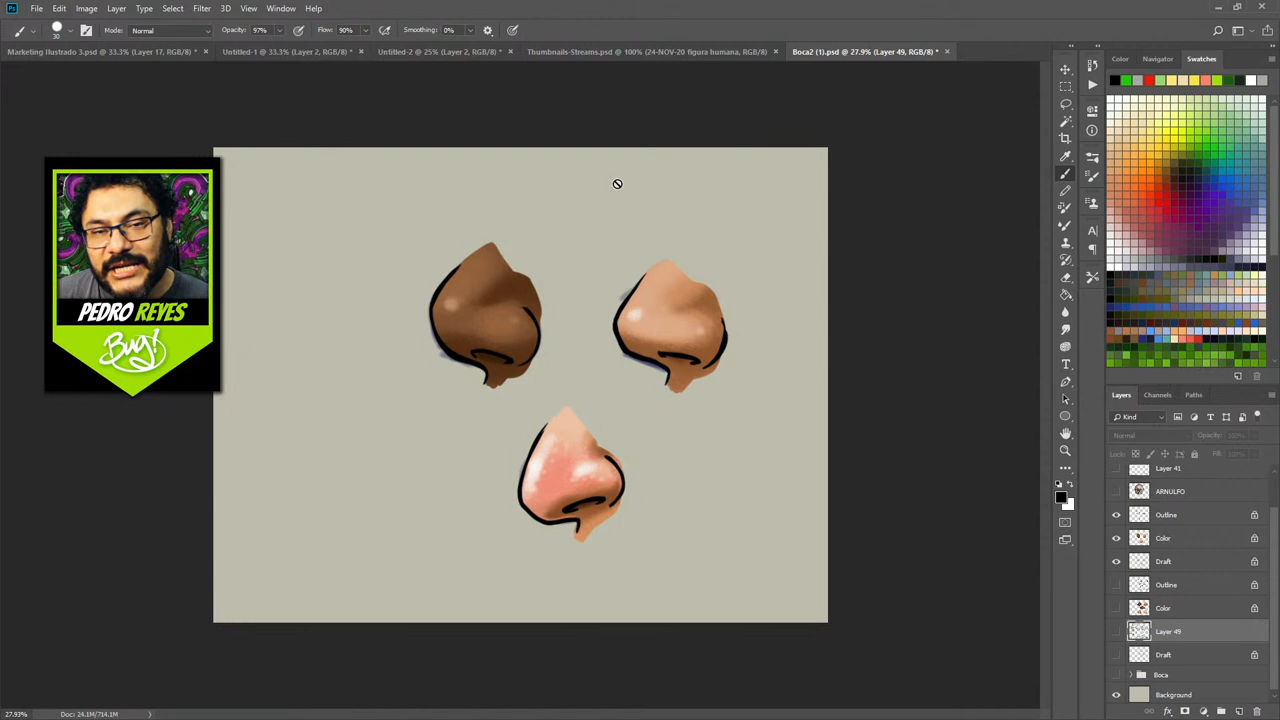 Ps File Edit Image Layer Type Select Filter 3D View Window Help
30 Mode: Normal Opacity: 97% Flow: 90% Smoothing: 0%
Marketing Ilustrado 3.psd @ 33.3% (Layer 17, RGB/8) * × Untitled-1 @ 33.3% (Layer 2, RGB/8) * × Untitled-2 @ 25% (Layer 2, RGB/8) * × Thumbnails-Streams.psd @ 100% (24-NOV-20 figura humana, RGB/8) × Boca2 (1).psd @ 27.9% (Layer 49, RGB/8) * ×
Color Navigator Swatches
PEDRO REYES
Bug!
Layers Channels Paths
Kind
Normal Opacity: 100%
Lock: Fill: 100%
Layer 41
ARNULFO
Outline
Color
Draft
Outline
Color
Layer 49
Draft
Boca
Background
27.93% Doc: 24.1M/714.1M